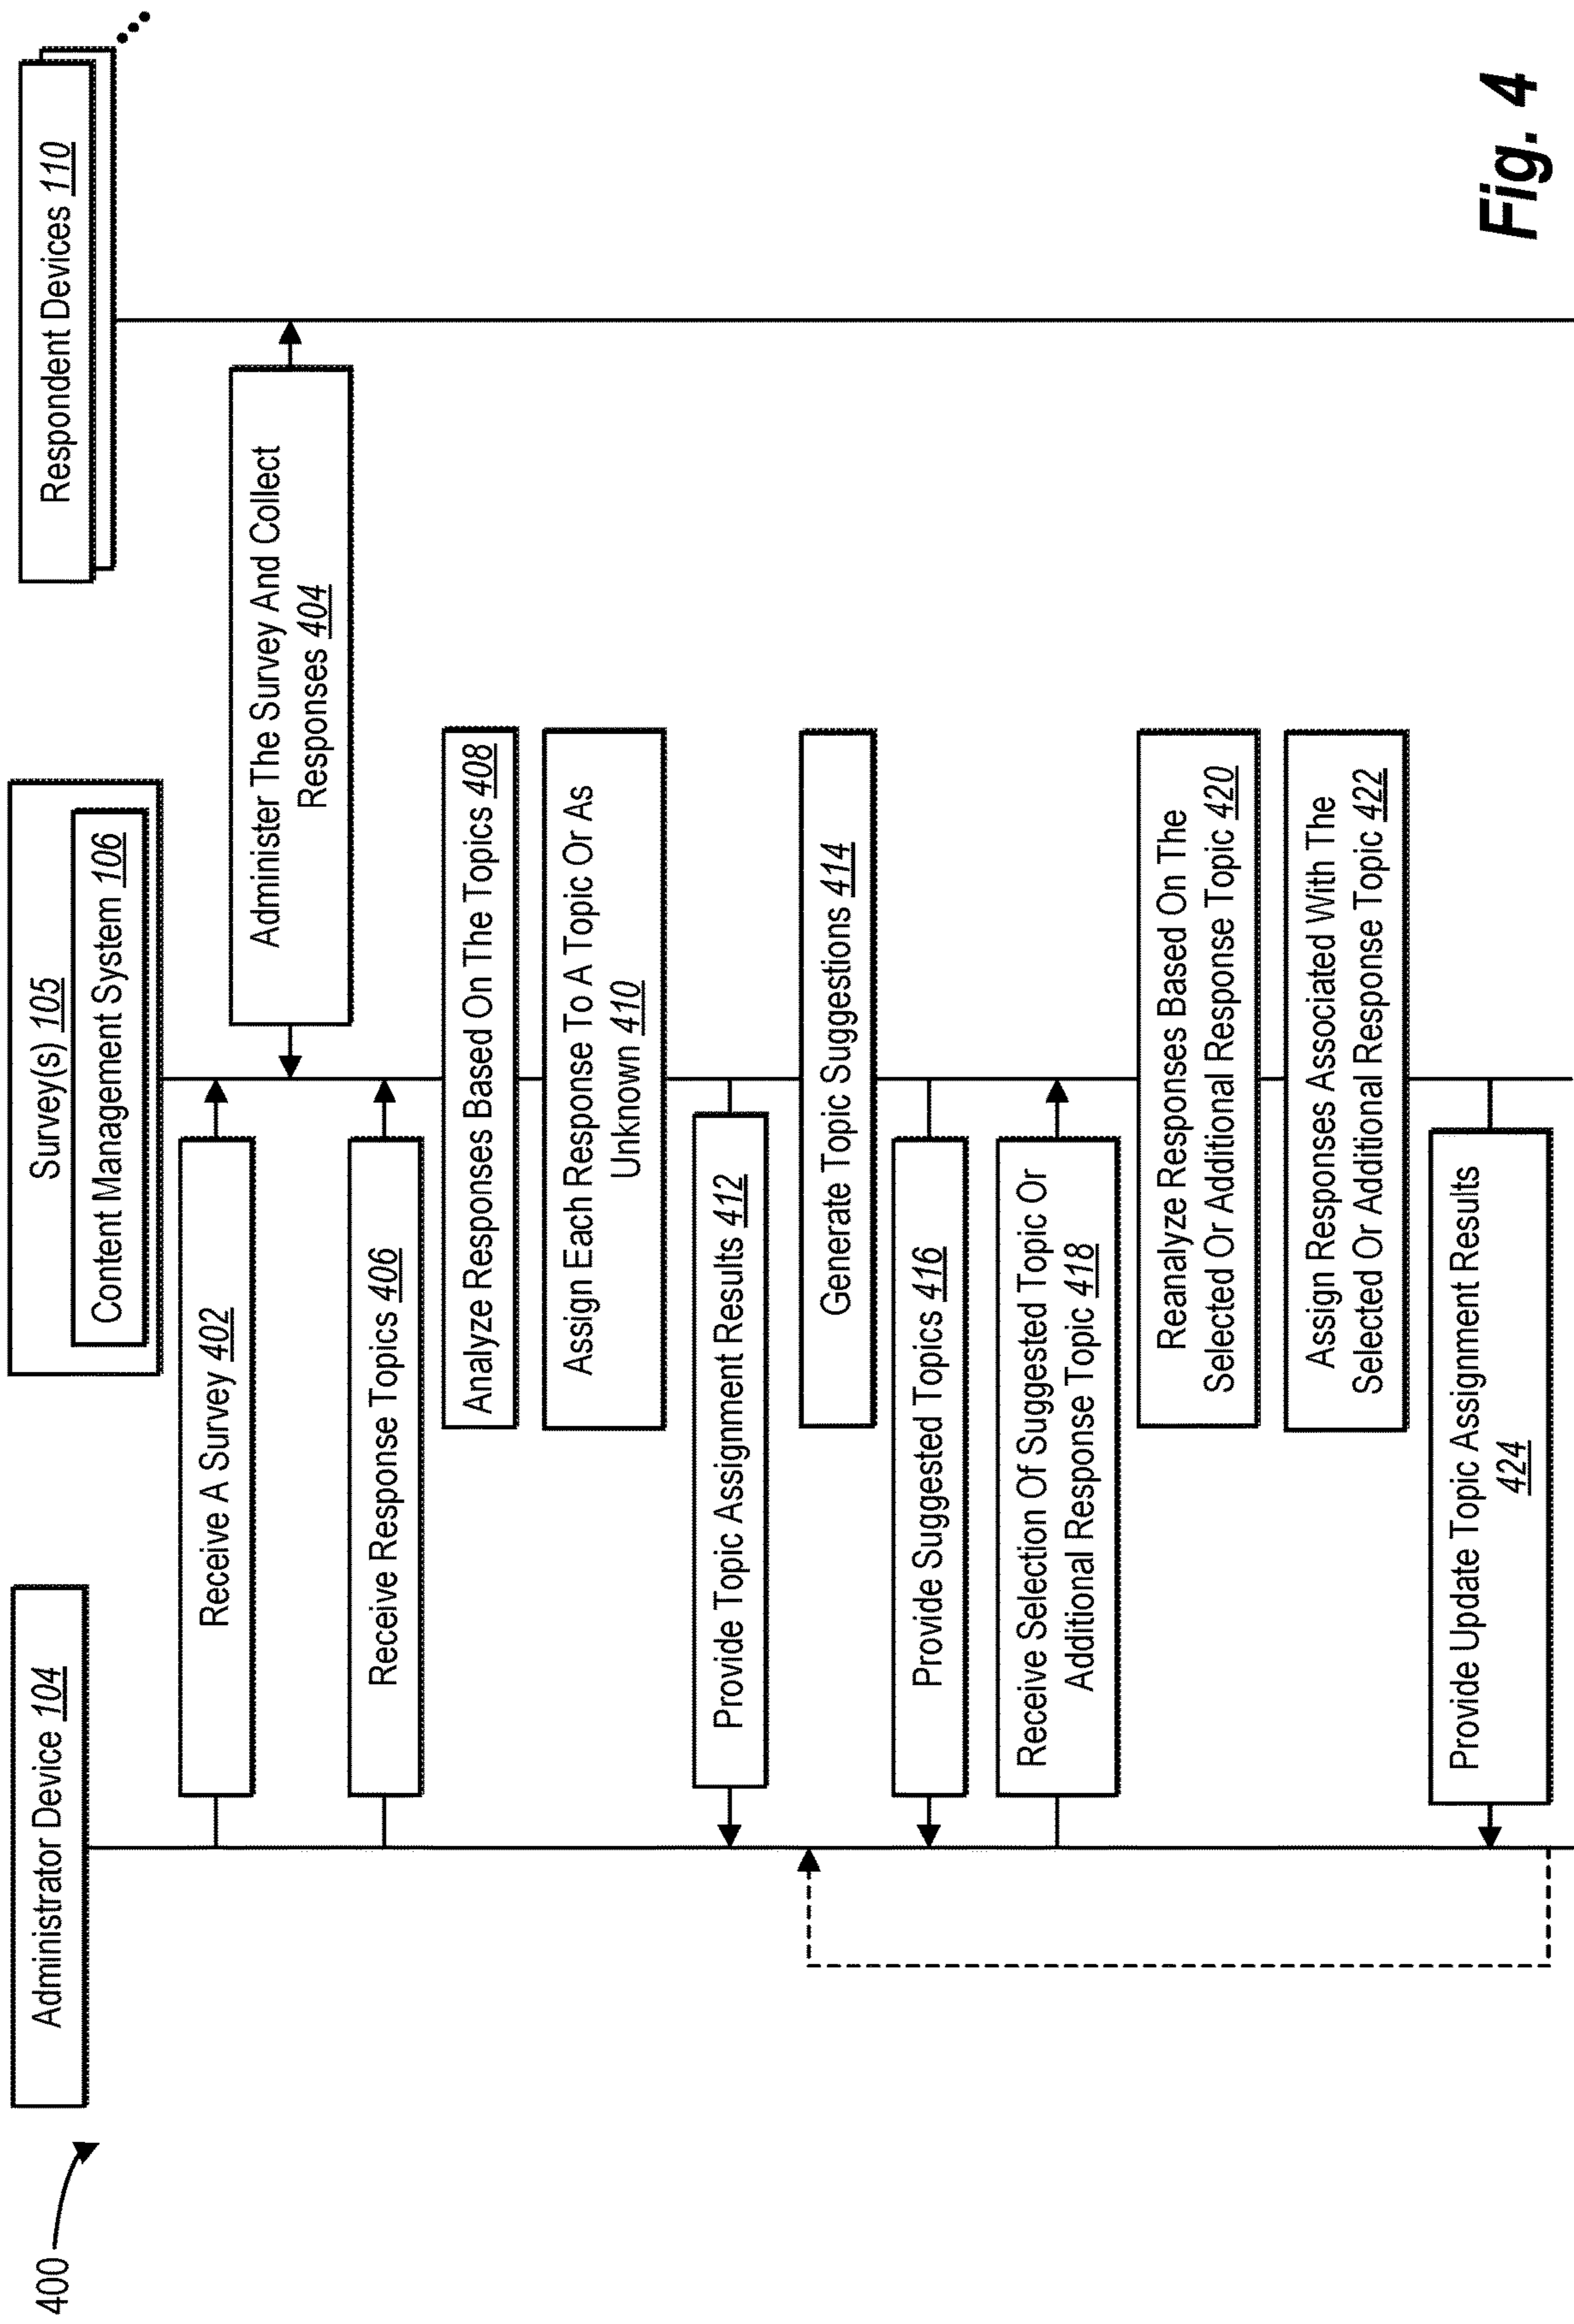 400
Administrator Device 104
Survey(s) 105
Content Management System 106
Respondent Devices 110
Receive A Survey 402
Administer The Survey And Collect
Responses 404
Receive Response Topics 406
Analyze Responses Based On The Topics 408
Assign Each Response To A Topic Or As
Unknown 410
Provide Topic Assignment Results 412
Generate Topic Suggestions 414
Provide Suggested Topics 416
Receive Selection Of Suggested Topic Or
Additional Response Topic 418
Reanalyze Responses Based On The
Selected Or Additional Response Topic 420
Assign Responses Associated With The
Selected Or Additional Response Topic 422
Provide Update Topic Assignment Results
424
Fig. 4